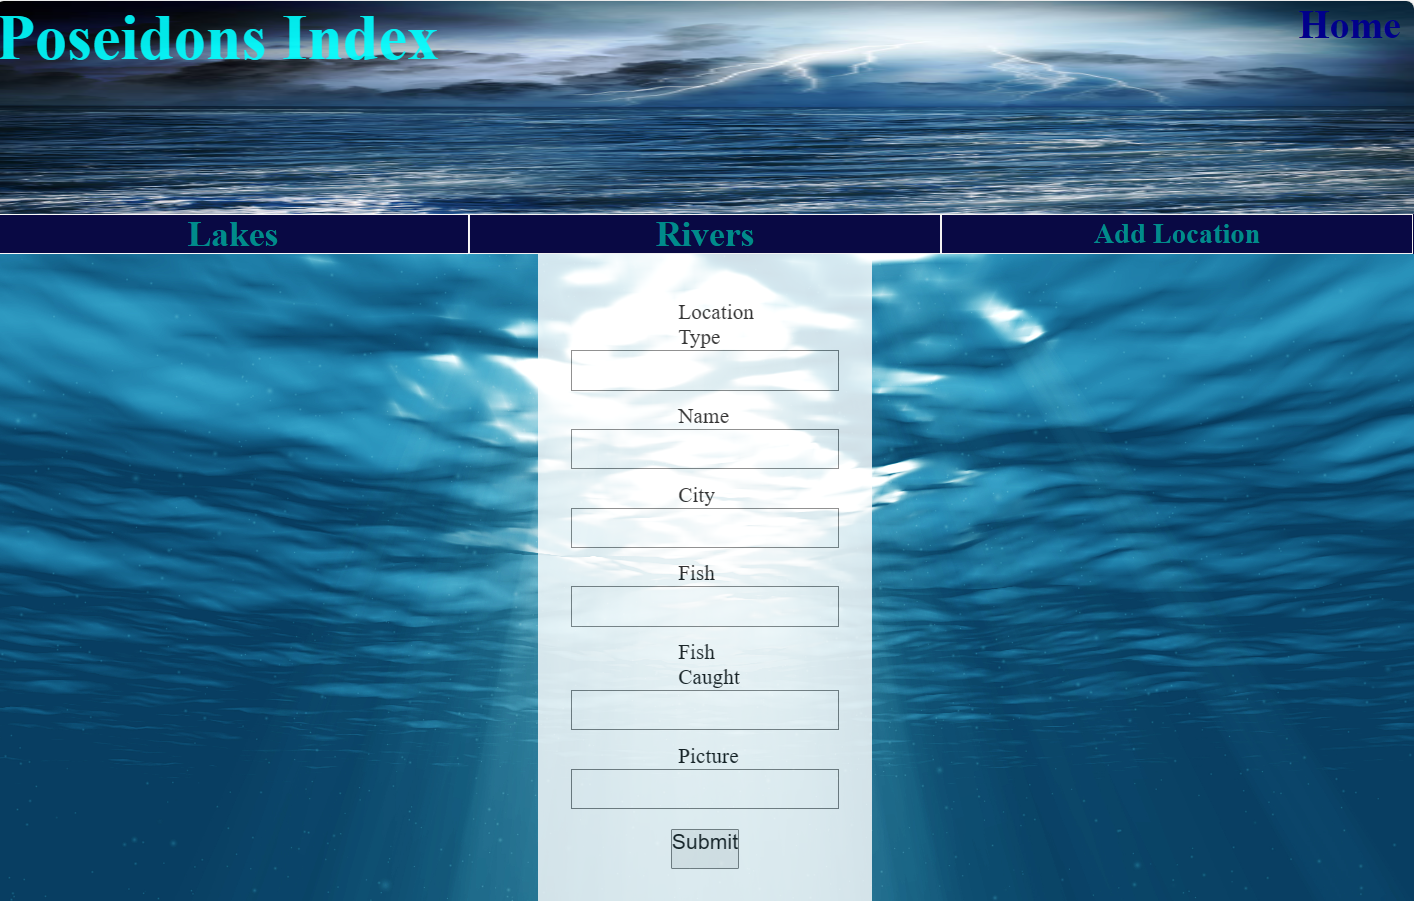 Poseidons Index
Home
Lakes
Rivers
Add Location
Location
Type
Name
City
Fish
Fish
Caught
Picture
Submit